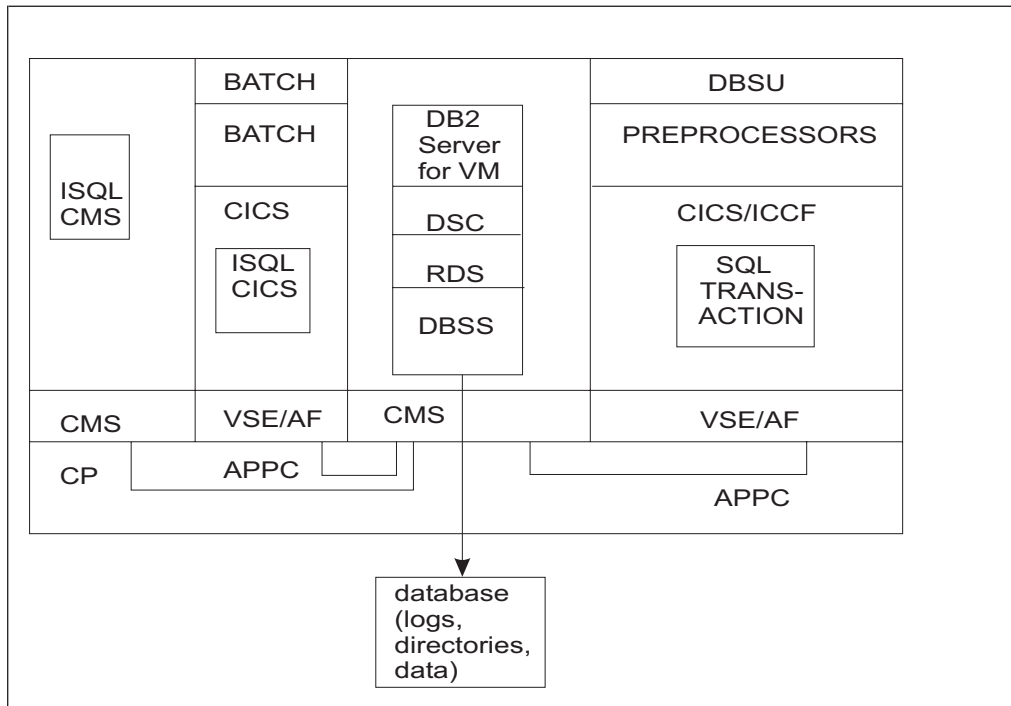 BATCH
DBSU
BATCH
DB2
Server
for VM
PREPROCESSORS
ISQL
CMS
CICS
DSC
CICS/ICCF
ISQL
CICS
RDS
SQL
TRANS-
ACTION
DBSS
CMS
VSE/AF
CMS
VSE/AF
CP
APPC
APPC
database
(logs,
directories,
data)